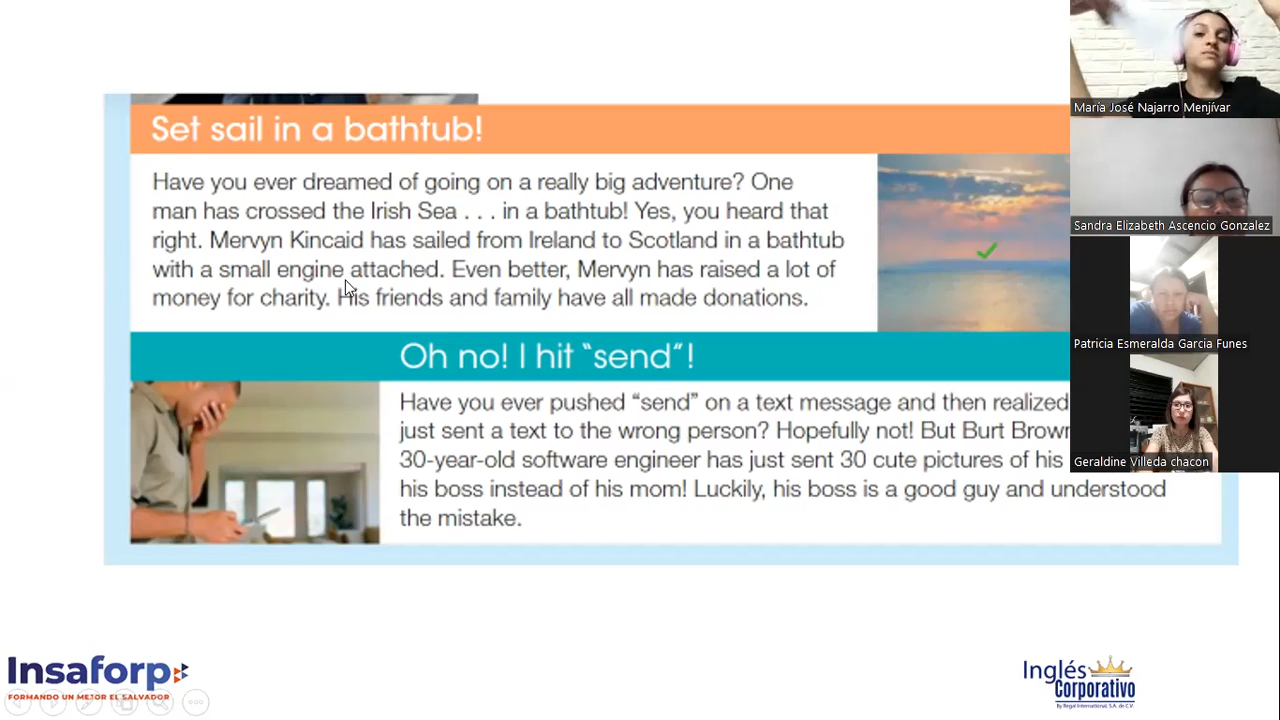 Set sail in a bathtub!
Have you ever dreamed of going on a really big adventure? One
man has crossed the Irish Sea . . . in a bathtub! Yes, you heard that
right. Mervyn Kincaid has sailed from Ireland to Scotland in a bathtub
with a small engine attached. Even better, Mervyn has raised a lot of
money for charity. His friends and family have all made donations.
Oh no! I hit “send”!
Have you ever pushed “send” on a text message and then realized
just sent a text to the wrong person? Hopefully not! But Burt Brown
30-year-old software engineer has just sent 30 cute pictures of his
his boss instead of his mom! Luckily, his boss is a good guy and understood
the mistake.
María José Najarro Menjívar
Sandra Elizabeth Ascencio Gonzalez
Patricia Esmeralda Garcia Funes
Geraldine Villeda chacon
Insaforp
FORMANDO UN MEJOR EL SALVADOR
Inglés
Corporativo
By Regal International, S.A. de C.V.